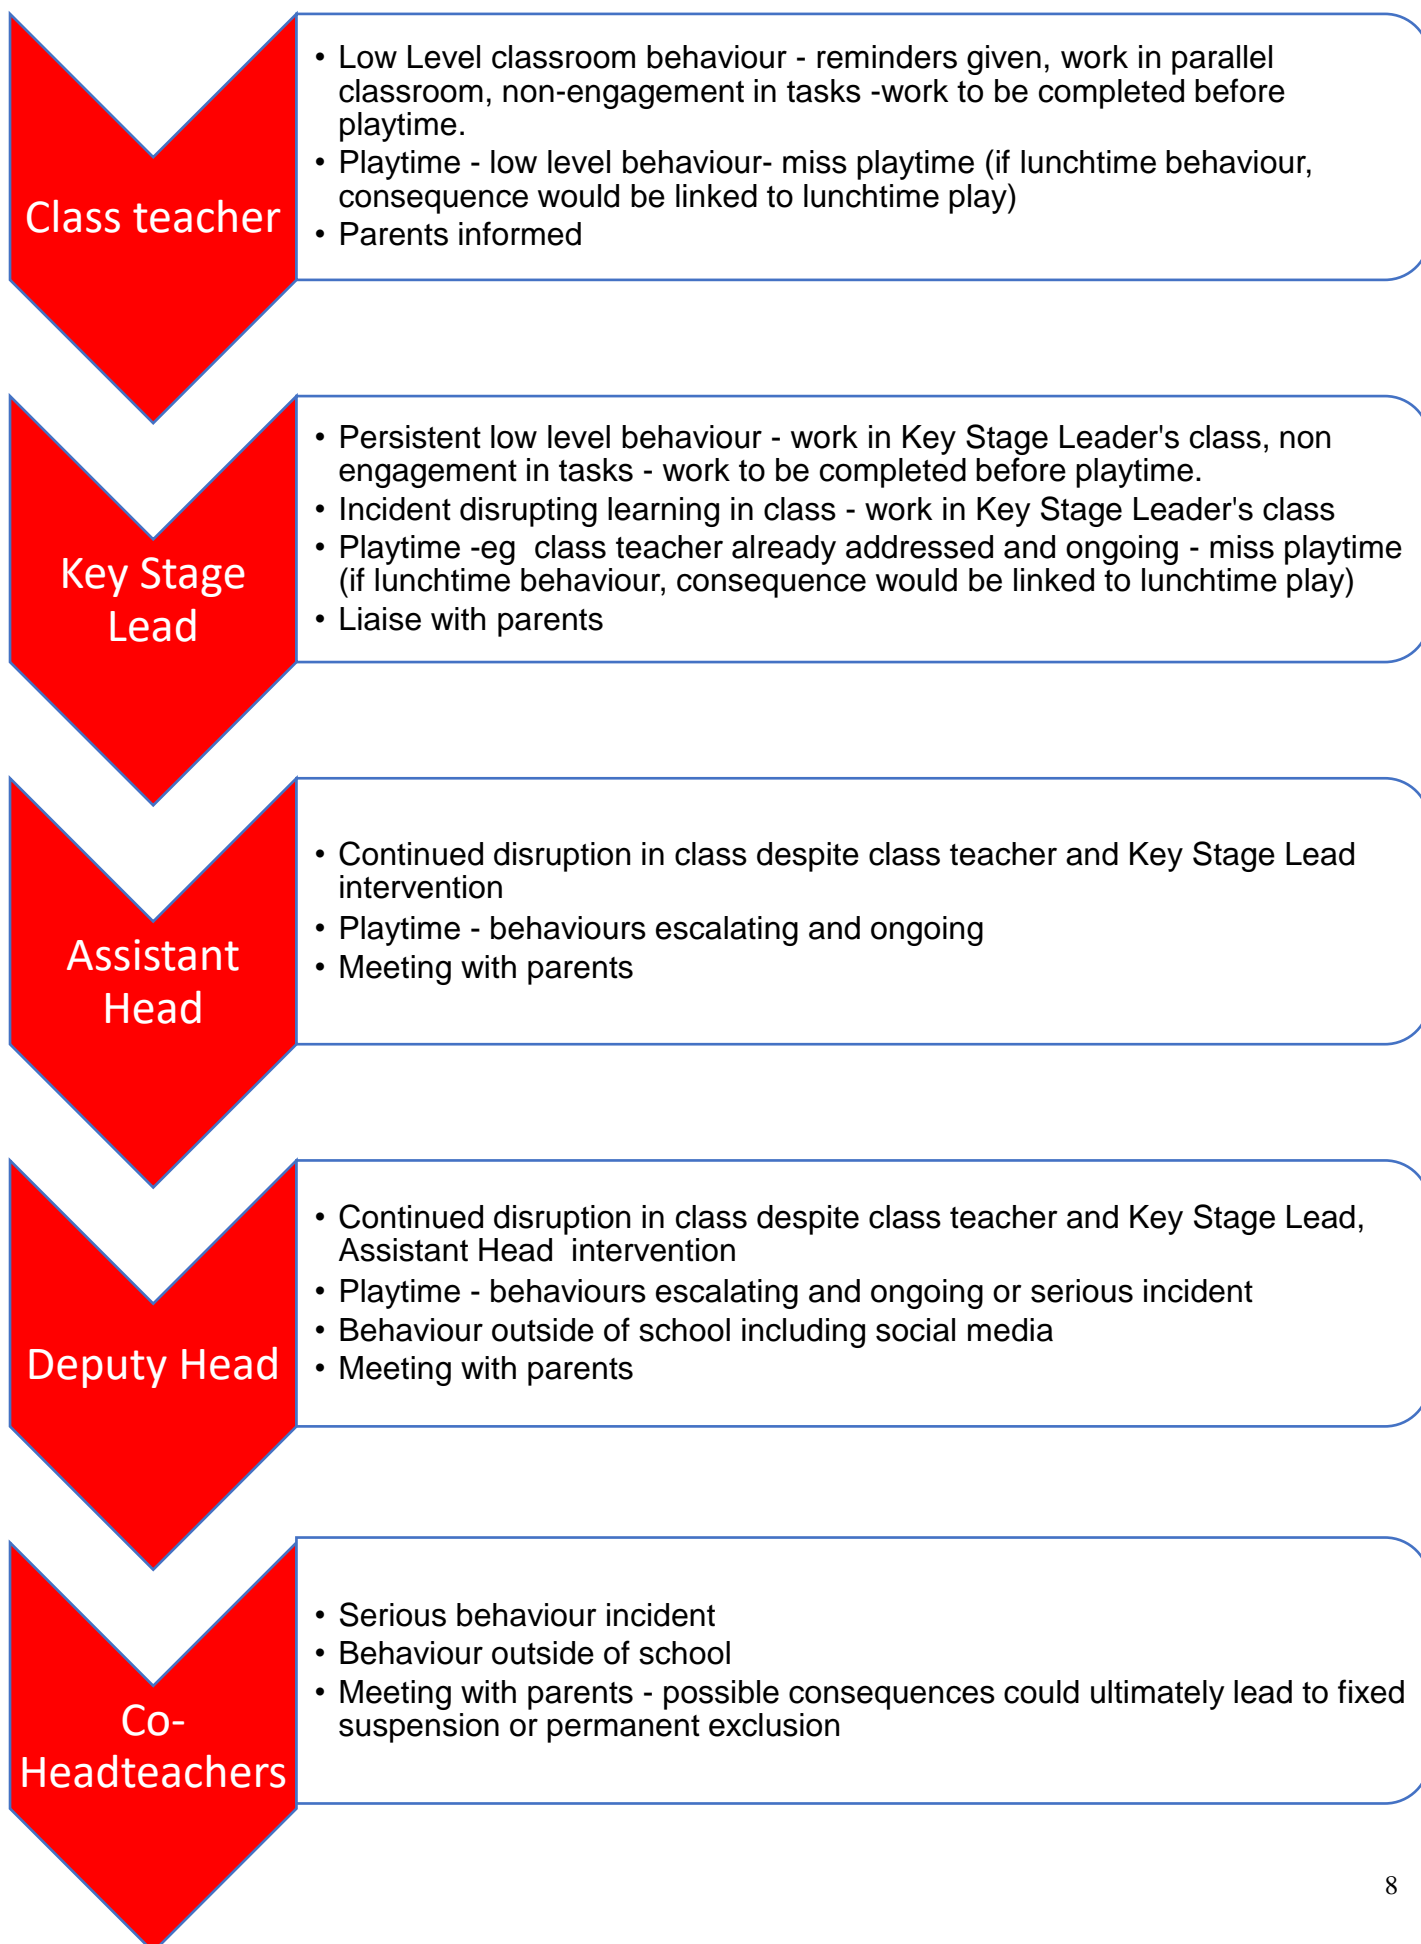 Class teacher
• Low Level classroom behaviour - reminders given, work in parallel
classroom, non-engagement in tasks -work to be completed before
playtime.
• Playtime - low level behaviour- miss playtime (if lunchtime behaviour,
consequence would be linked to lunchtime play)
• Parents informed
Key Stage
Lead
• Persistent low level behaviour - work in Key Stage Leader's class, non
engagement in tasks - work to be completed before playtime.
• Incident disrupting learning in class - work in Key Stage Leader's class
• Playtime -eg  class teacher already addressed and ongoing - miss playtime
(if lunchtime behaviour, consequence would be linked to lunchtime play)
• Liaise with parents
Assistant
Head
• Continued disruption in class despite class teacher and Key Stage Lead
intervention
• Playtime - behaviours escalating and ongoing
• Meeting with parents
Deputy Head
• Continued disruption in class despite class teacher and Key Stage Lead,
Assistant Head  intervention
• Playtime - behaviours escalating and ongoing or serious incident
• Behaviour outside of school including social media
• Meeting with parents
Co-
Headteachers
• Serious behaviour incident
• Behaviour outside of school
• Meeting with parents - possible consequences could ultimately lead to fixed
suspension or permanent exclusion
8